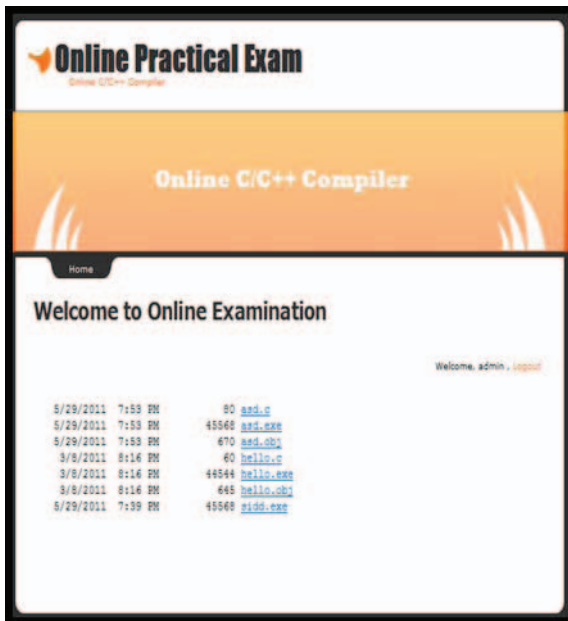 Online Practical Exam
Online C/C++ Compiler
Online C/C++ Compiler
Home
Welcome to Online Examination
Welcome, admin , Logout
5/29/2011 7:53 PM 80 asd.c
5/29/2011 7:53 PM 45568 asd.exe
5/29/2011 7:53 PM 670 asd.obj
3/8/2011 8:16 PM 60 hello.c
3/8/2011 8:16 PM 44544 hello.exe
3/8/2011 8:16 PM 645 hello.obj
5/29/2011 7:39 PM 45568 sidd.exe